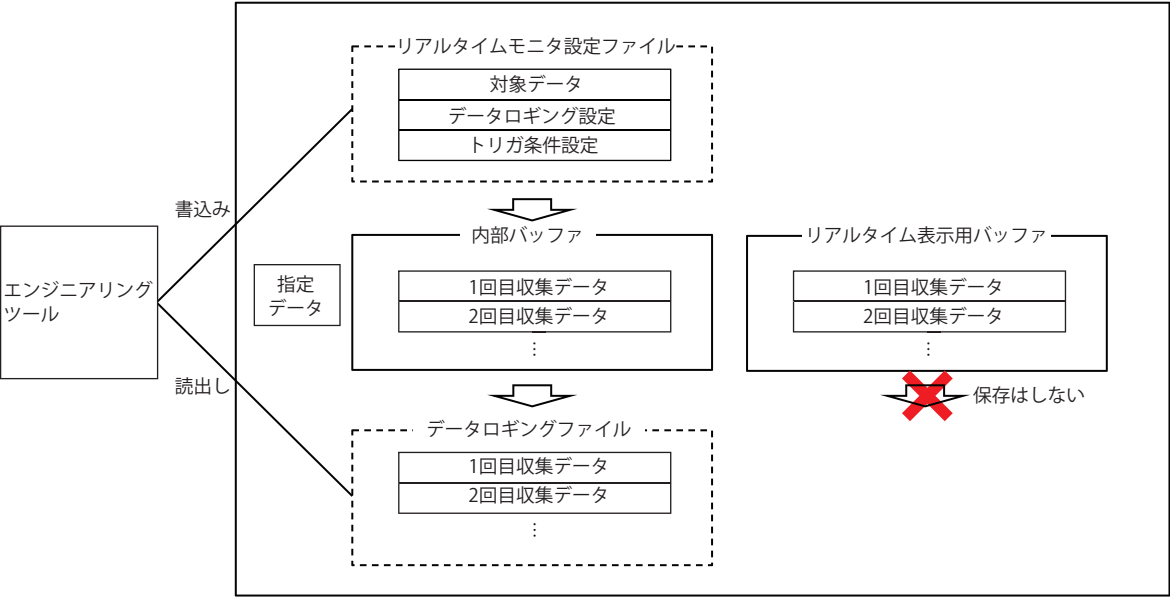 リアルタイムモニタ設定ファイル
対象データ
データロギング設定
トリガ条件設定
書込み
エンジニアリング
ツール
指定
データ
内部バッファ
1回目収集データ
2回目収集データ
⋮
リアルタイム表示用バッファ
1回目収集データ
2回目収集データ
⋮
読出し
保存はしない
データロギングファイル
1回目収集データ
2回目収集データ
⋮